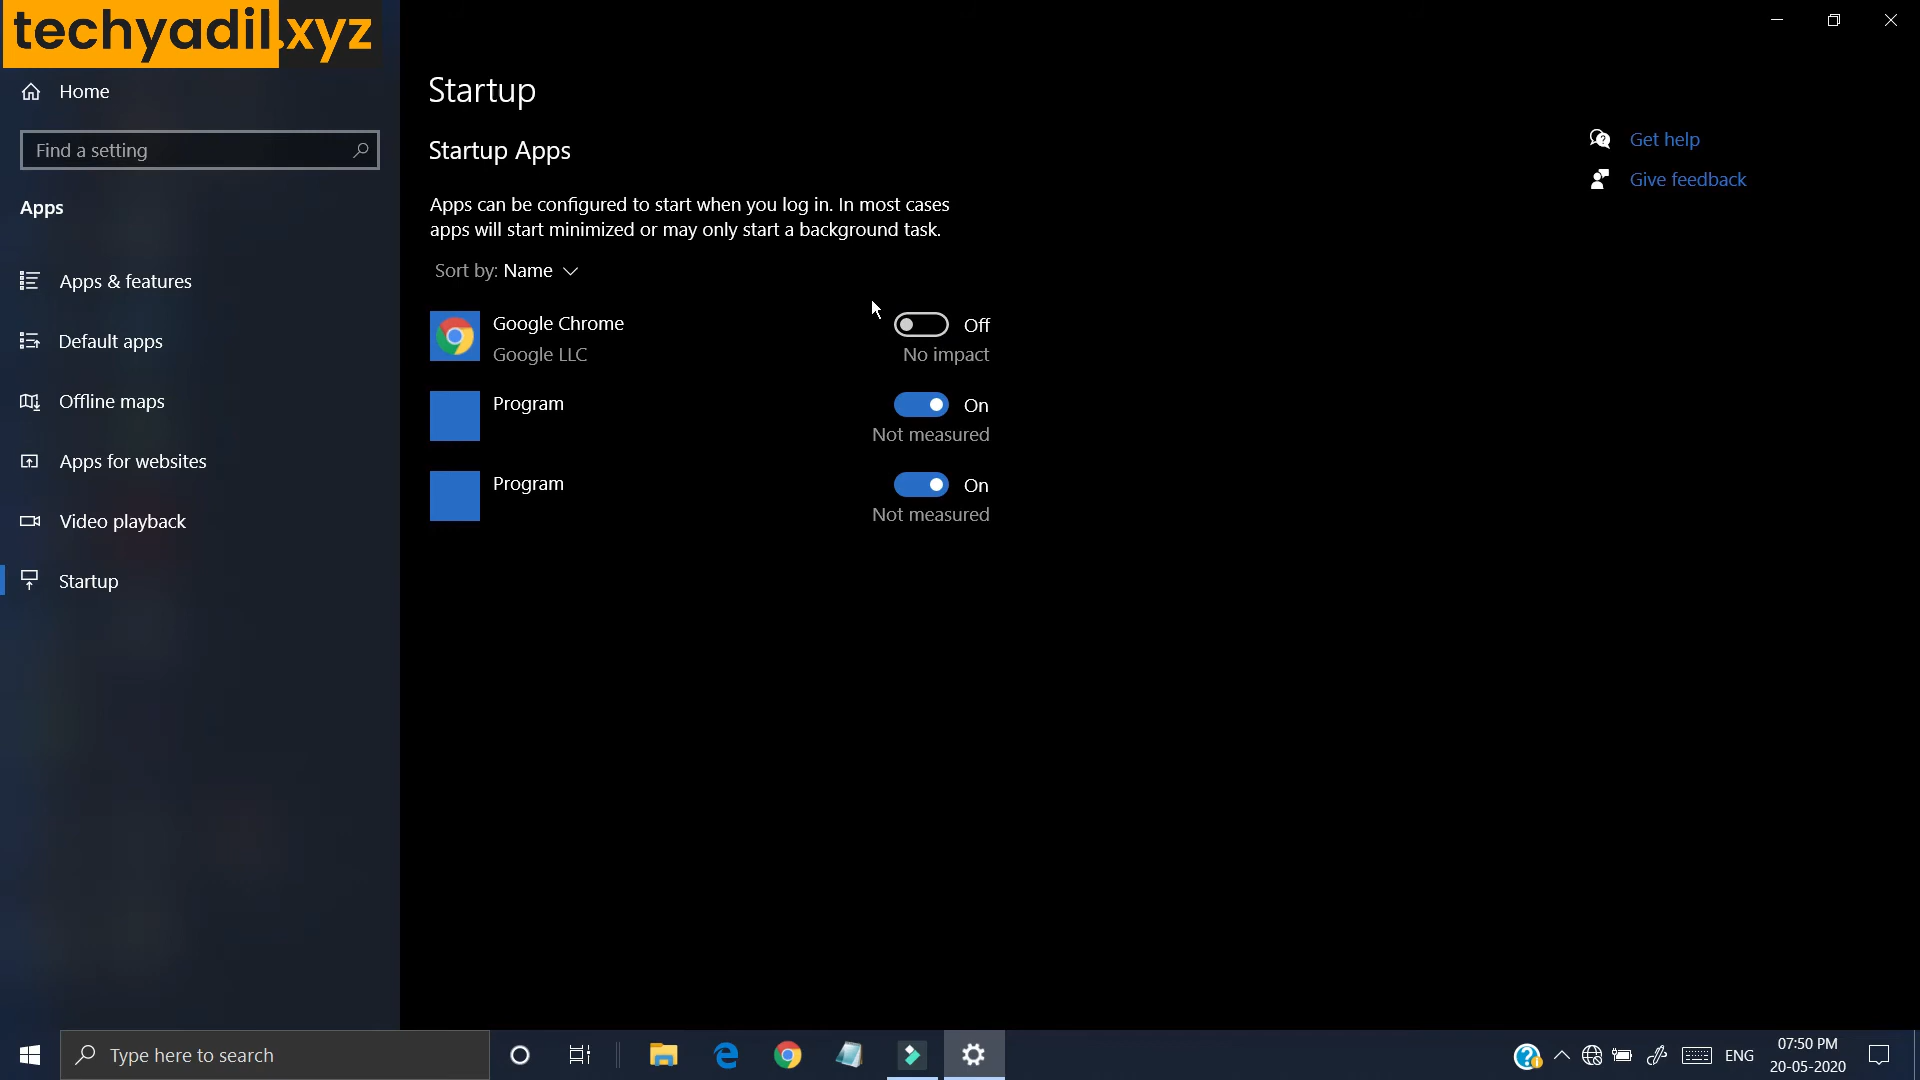 techyadil.xyz
Home
Find a setting
Apps
Apps & features
Default apps
Offline maps
Apps for websites
Video playback
Startup
Startup
Startup Apps
Apps can be configured to start when you log in. In most cases
apps will start minimized or may only start a background task.
Sort by: Name
Google Chrome
Google LLC
Off
No impact
Program
On
Not measured
Program
On
Not measured
Get help
Give feedback
Type here to search
ENG
07:50 PM
20-05-2020